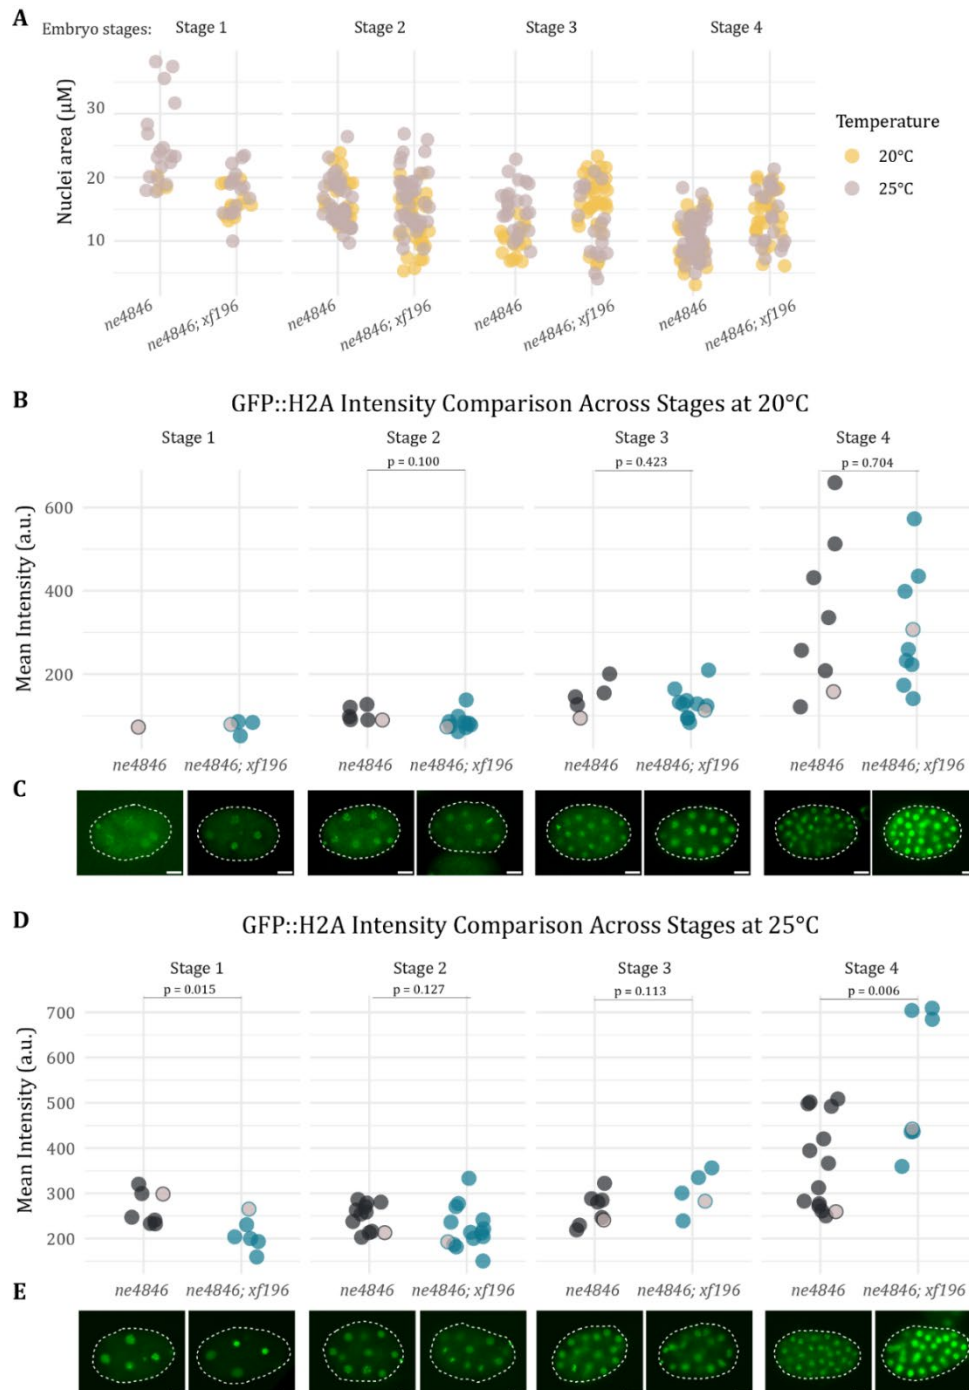 A
Embryo stages: Stage 1 Stage 2 Stage 3 Stage 4
Nuclei area (µM)
30
20
10
Temperature
20°C
25°C
ne4846 ne4846; xf196 ne4846 ne4846; xf196 ne4846 ne4846; xf196 ne4846 ne4846; xf196
B
GFP::H2A Intensity Comparison Across Stages at 20°C
Stage 1 Stage 2 Stage 3 Stage 4
p = 0.100 p = 0.423 p = 0.704
Mean Intensity (a.u.)
600
400
200
ne4846 ne4846; xf196 ne4846 ne4846; xf196 ne4846 ne4846; xf196 ne4846 ne4846; xf196
C
D
GFP::H2A Intensity Comparison Across Stages at 25°C
Stage 1 Stage 2 Stage 3 Stage 4
p = 0.015 p = 0.127 p = 0.113 p = 0.006
Mean Intensity (a.u.)
700
600
500
400
300
200
ne4846 ne4846; xf196 ne4846 ne4846; xf196 ne4846 ne4846; xf196 ne4846 ne4846; xf196
E